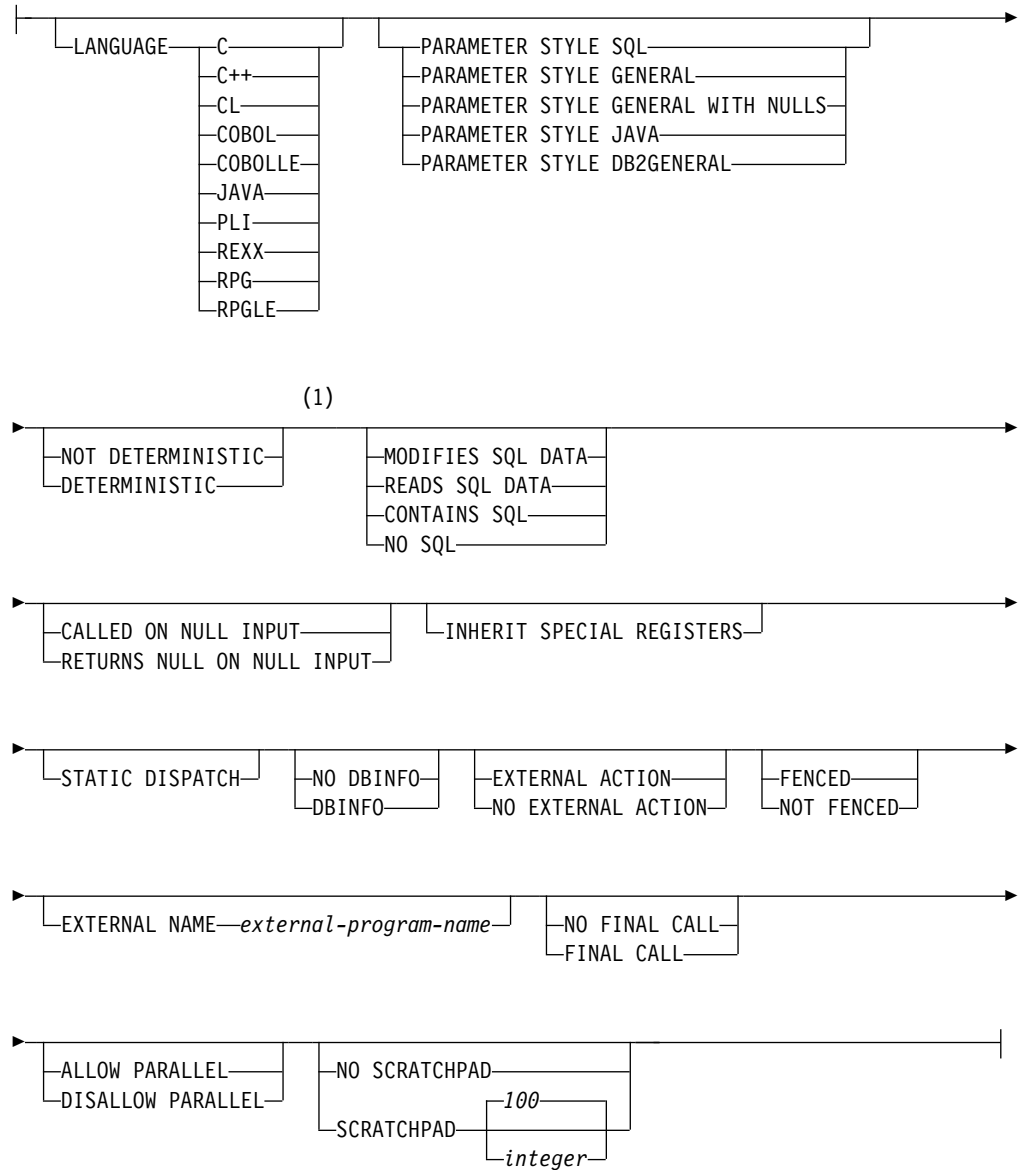 LANGUAGE C PARAMETER STYLE SQL
C++ PARAMETER STYLE GENERAL
CL PARAMETER STYLE GENERAL WITH NULLS
COBOL PARAMETER STYLE JAVA
COBOLLE PARAMETER STYLE DB2GENERAL
JAVA
PLI
REXX
RPG
RPGLE
(1)
NOT DETERMINISTIC MODIFIES SQL DATA
DETERMINISTIC READS SQL DATA
CONTAINS SQL
NO SQL
CALLED ON NULL INPUT INHERIT SPECIAL REGISTERS
RETURNS NULL ON NULL INPUT
STATIC DISPATCH NO DBINFO EXTERNAL ACTION FENCED
DBINFO NO EXTERNAL ACTION NOT FENCED
EXTERNAL NAME external-program-name NO FINAL CALL
FINAL CALL
ALLOW PARALLEL NO SCRATCHPAD
DISALLOW PARALLEL 100
SCRATCHPAD
integer